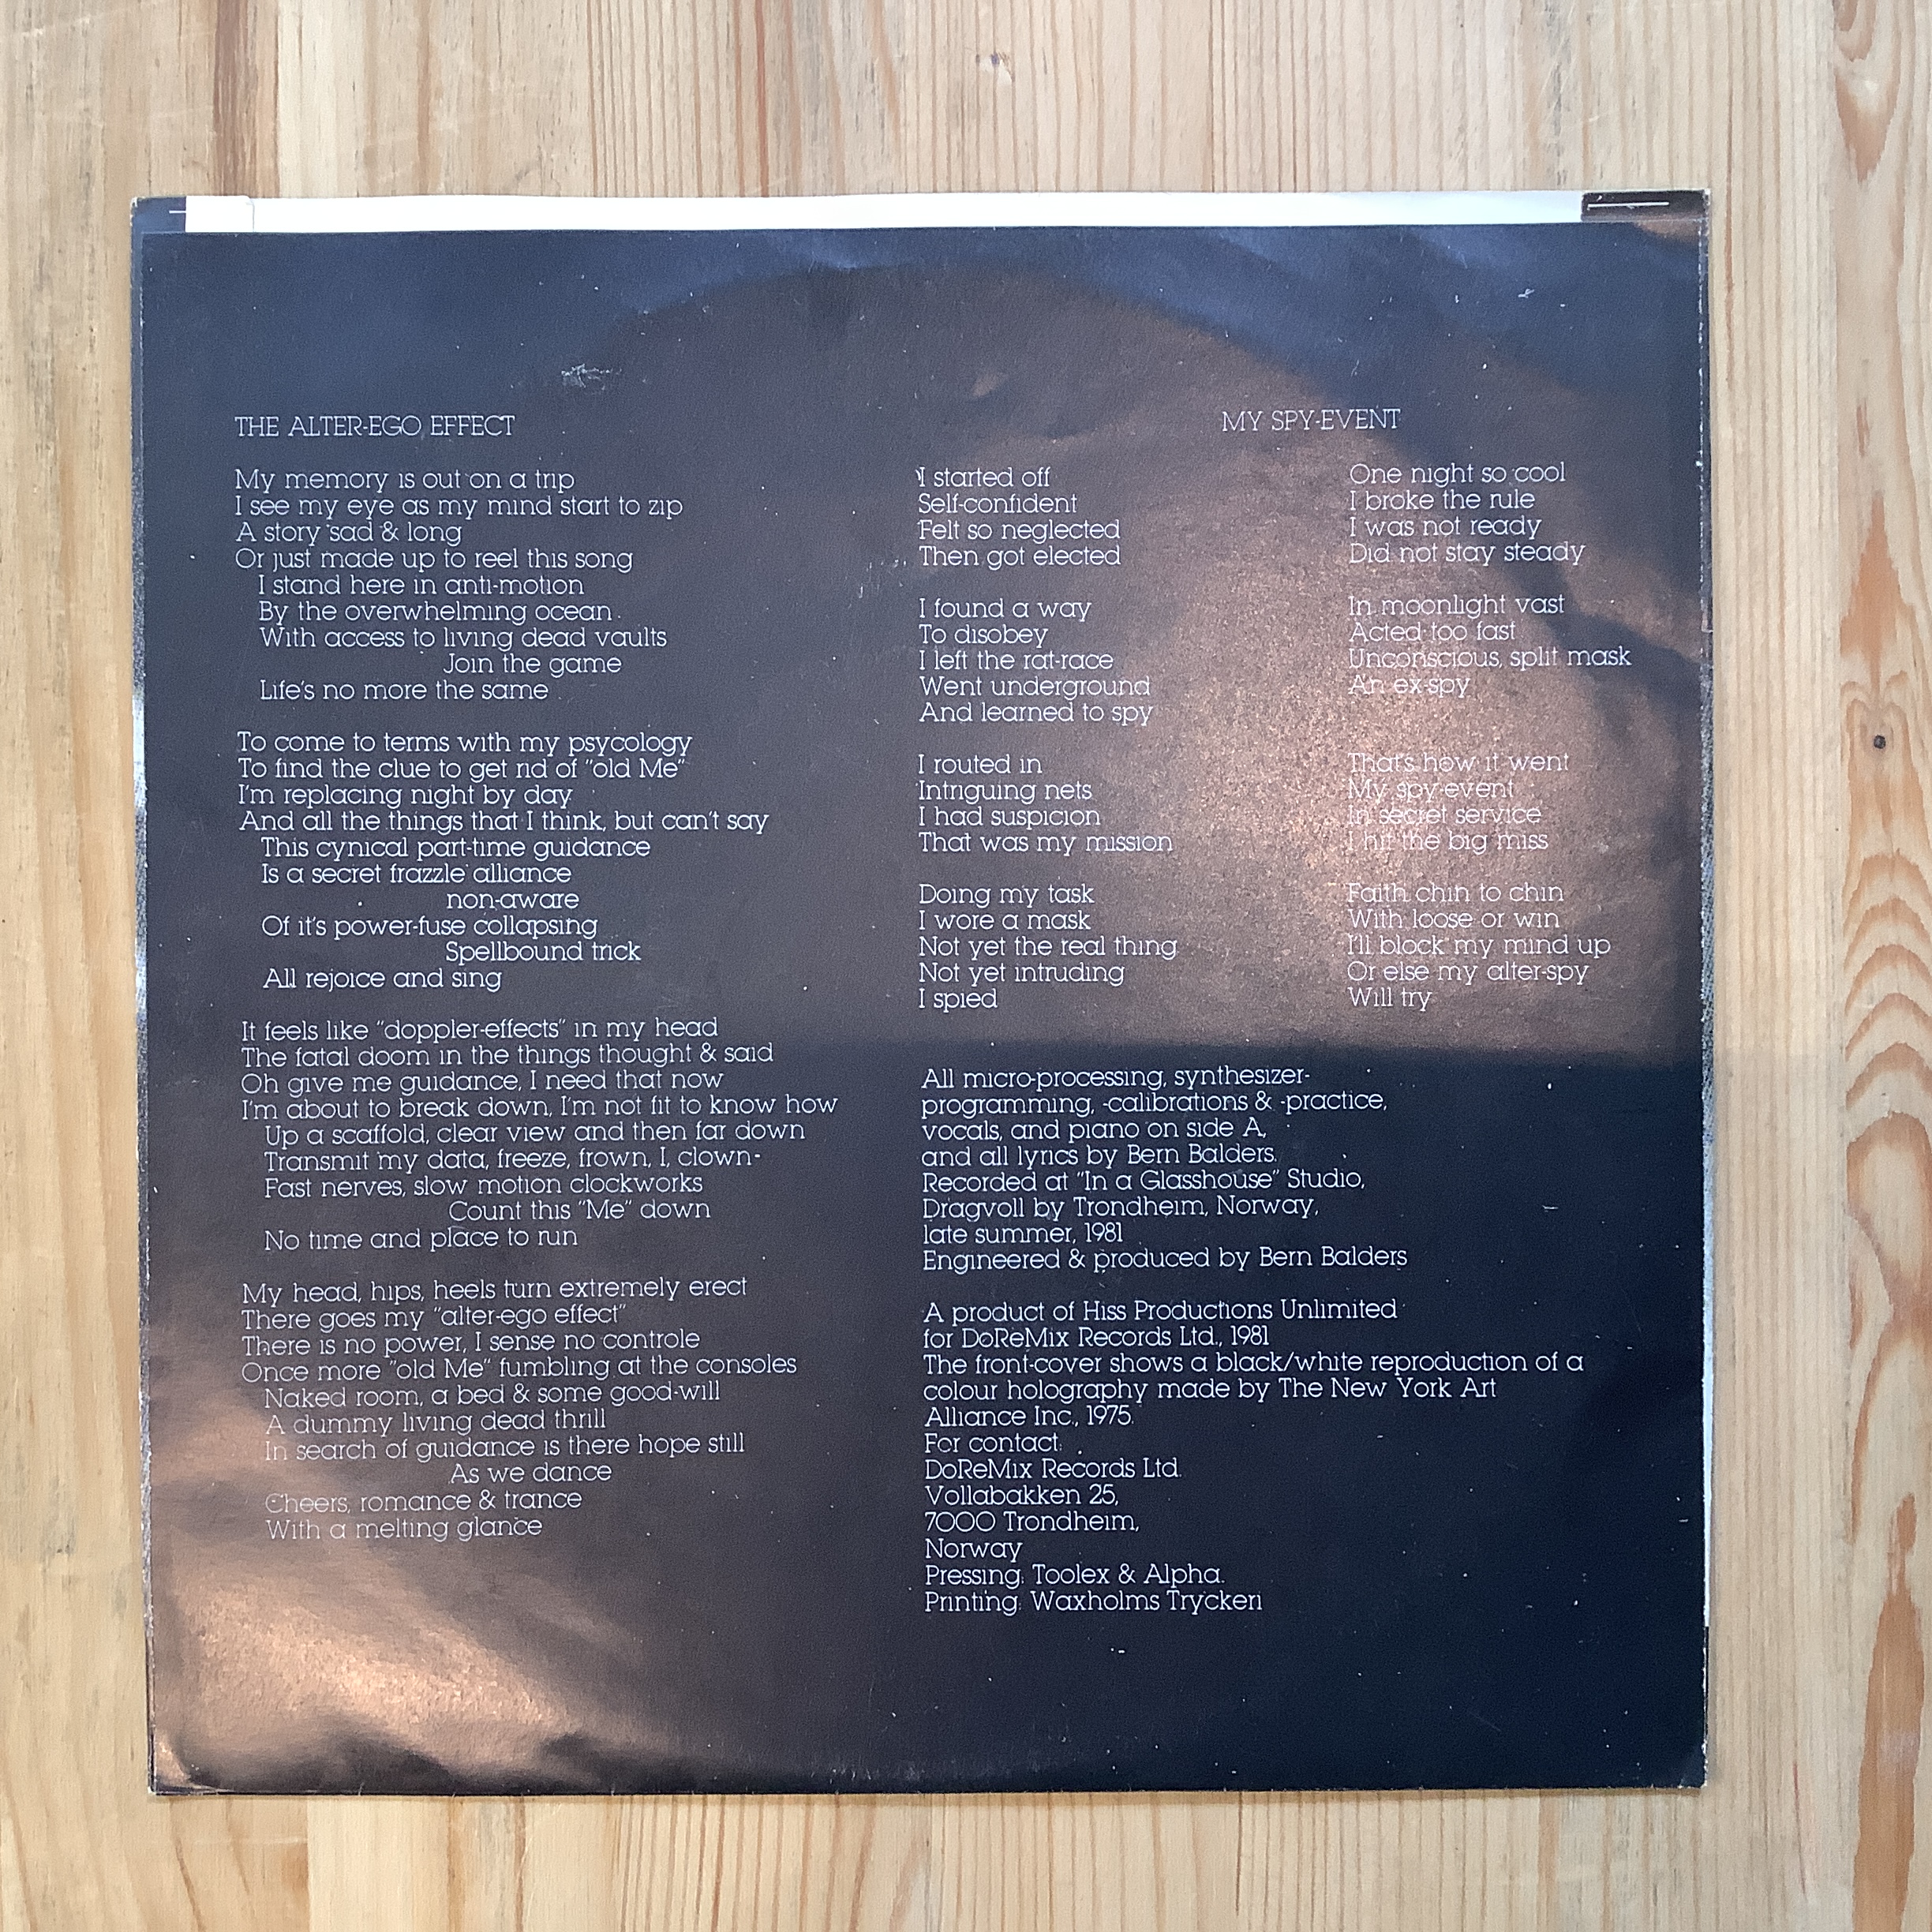 THE ALTER-EGO EFFECT
My memory is out on a trip
I see my eye as my mind start to zip
A story sad & long
Or just made up to reel this song
I stand here in anti-motion
By the overwhelming ocean
With access to living dead vaults
Join the game
Life's no more the same
To come to terms with my psycology
To find the clue to get rid of "old Me"
I'm replacing night by day
And all the things that I think, but can't say
This cynical part-time guidance
Is a secret frazzle alliance
non-aware
Of it's power-fuse collapsing
Spellbound trick
All rejoice and sing
It feels like "doppler-effects" in my head
The fatal doom in the things thought & said
Oh give me guidance, I need that now
I'm about to break down, I'm not fit to know how
Up a scaffold, clear view and then far down
Transmit my data, freeze, frown, I, clown-
Fast nerves, slow motion clockworks
Count this "Me" down
No time and place to run
My head, hips, heels turn extremely erect
There goes my "alter-ego effect"
There is no power, I sense no controle
Once more "old Me" fumbling at the consoles
Naked room, a bed & some good-will
A dummy living dead thrill
In search of guidance is there hope still
As we dance
Cheers, romance & trance
With a melting glance
MY SPY-EVENT
I started off
Self-confident
Felt so neglected
Then got elected
I found a way
To disobey
I left the rat-race
Went underground
And learned to spy
I routed in
Intriguing nets
I had suspicion
That was my mission
Doing my task
I wore a mask
Not yet the real thing
Not yet intruding
I spied
One night so cool
I broke the rule
I was not ready
Did not stay steady
In moonlight vast
Acted too fast
Unconscious, split mask
An ex-spy
That's how it went
My spy-event
In secret service
I hit the big miss
Faith chin to chin
With loose or win
I'll block my mind up
Or else my alter-spy
Will try
All micro-processing, synthesizer-
programming, -calibrations & -practice,
vocals, and piano on side A,
and all lyrics by Bern Balders.
Recorded at "In a Glasshouse" Studio,
Dragvoll by Trondheim, Norway,
late summer, 1981
Engineered & produced by Bern Balders
A product of Hiss Productions Unlimited
for DoReMix Records Ltd., 1981
The front-cover shows a black/white reproduction of a
colour holography made by The New York Art
Alliance Inc., 1975.
For contact:
DoReMix Records Ltd.
Vollabakken 25,
7000 Trondheim,
Norway
Pressing: Toolex & Alpha.
Printing: Waxholms Tryckeri